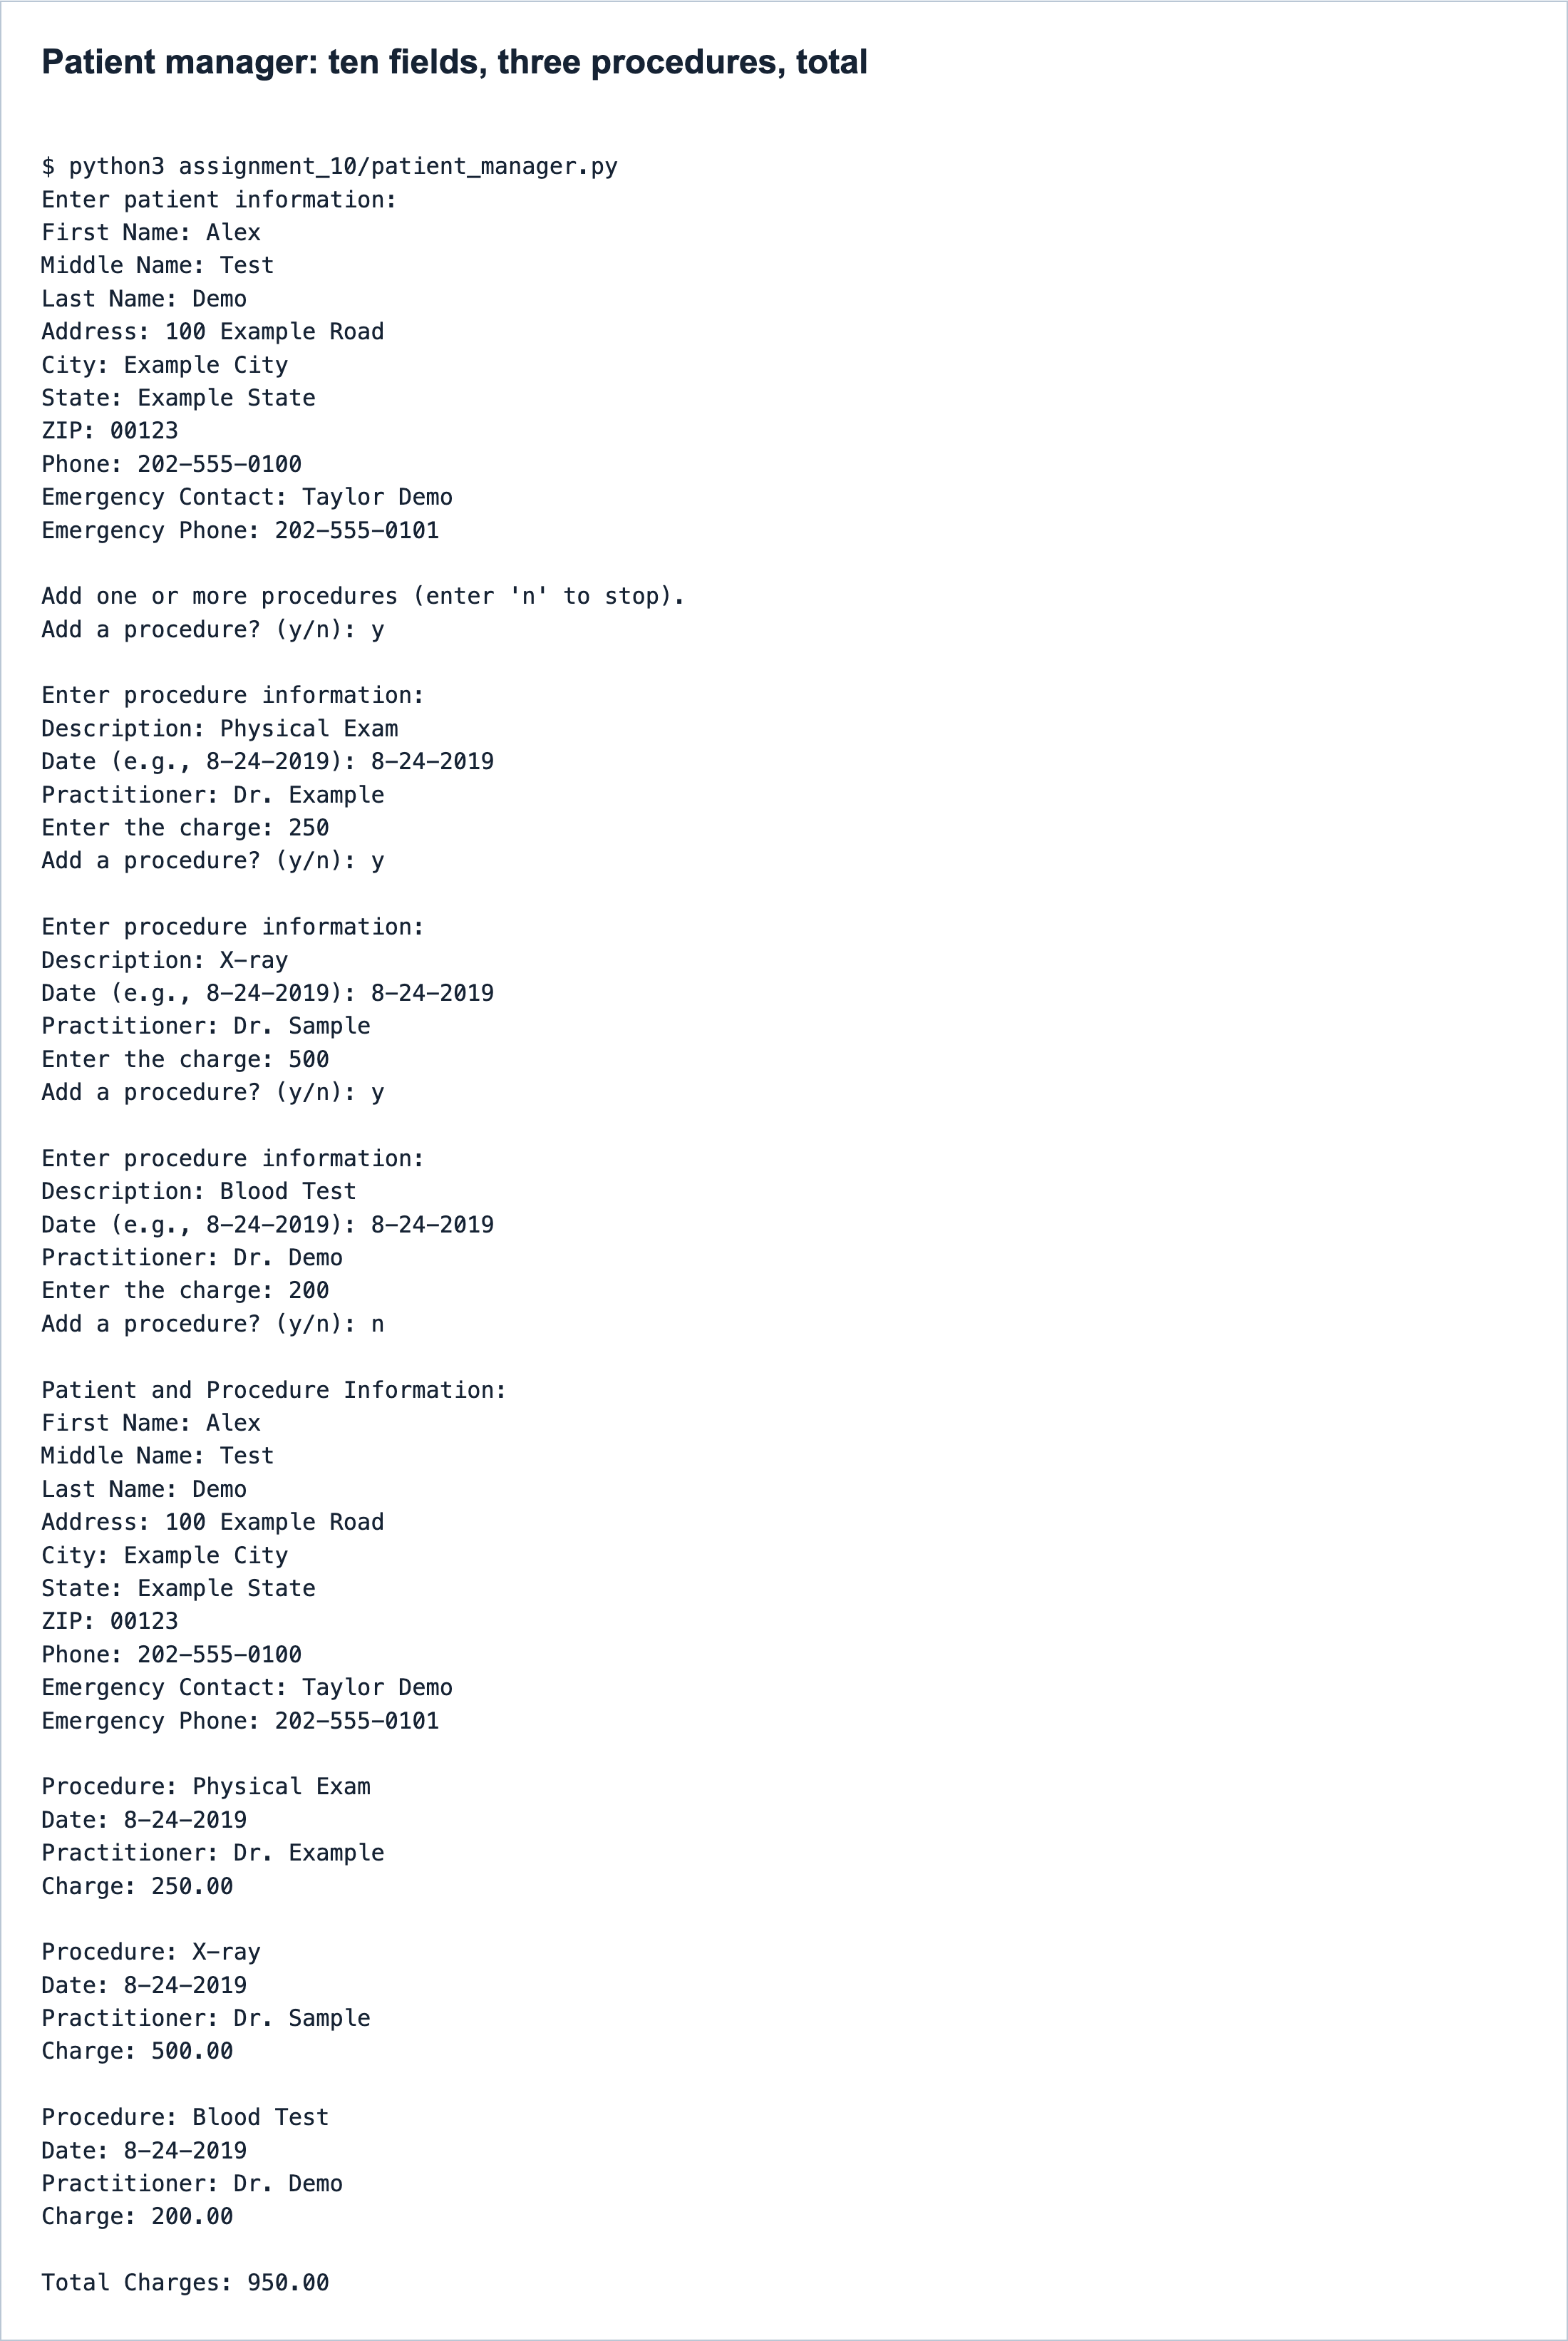 Patient manager: ten fields, three procedures, total
$ python3 assignment_10/patient_manager.py
Enter patient information:
First Name: Alex
Middle Name: Test
Last Name: Demo
Address: 100 Example Road
City: Example City
State: Example State
ZIP: 00123
Phone: 202-555-0100
Emergency Contact: Taylor Demo
Emergency Phone: 202-555-0101
Add one or more procedures (enter 'n' to stop).
Add a procedure? (y/n): y
Enter procedure information:
Description: Physical Exam
Date (e.g., 8-24-2019): 8-24-2019
Practitioner: Dr. Example
Enter the charge: 250
Add a procedure? (y/n): y
Enter procedure information:
Description: X-ray
Date (e.g., 8-24-2019): 8-24-2019
Practitioner: Dr. Sample
Enter the charge: 500
Add a procedure? (y/n): y
Enter procedure information:
Description: Blood Test
Date (e.g., 8-24-2019): 8-24-2019
Practitioner: Dr. Demo
Enter the charge: 200
Add a procedure? (y/n): n
Patient and Procedure Information:
First Name: Alex
Middle Name: Test
Last Name: Demo
Address: 100 Example Road
City: Example City
State: Example State
ZIP: 00123
Phone: 202-555-0100
Emergency Contact: Taylor Demo
Emergency Phone: 202-555-0101
Procedure: Physical Exam
Date: 8-24-2019
Practitioner: Dr. Example
Charge: 250.00
Procedure: X-ray
Date: 8-24-2019
Practitioner: Dr. Sample
Charge: 500.00
Procedure: Blood Test
Date: 8-24-2019
Practitioner: Dr. Demo
Charge: 200.00
Total Charges: 950.00